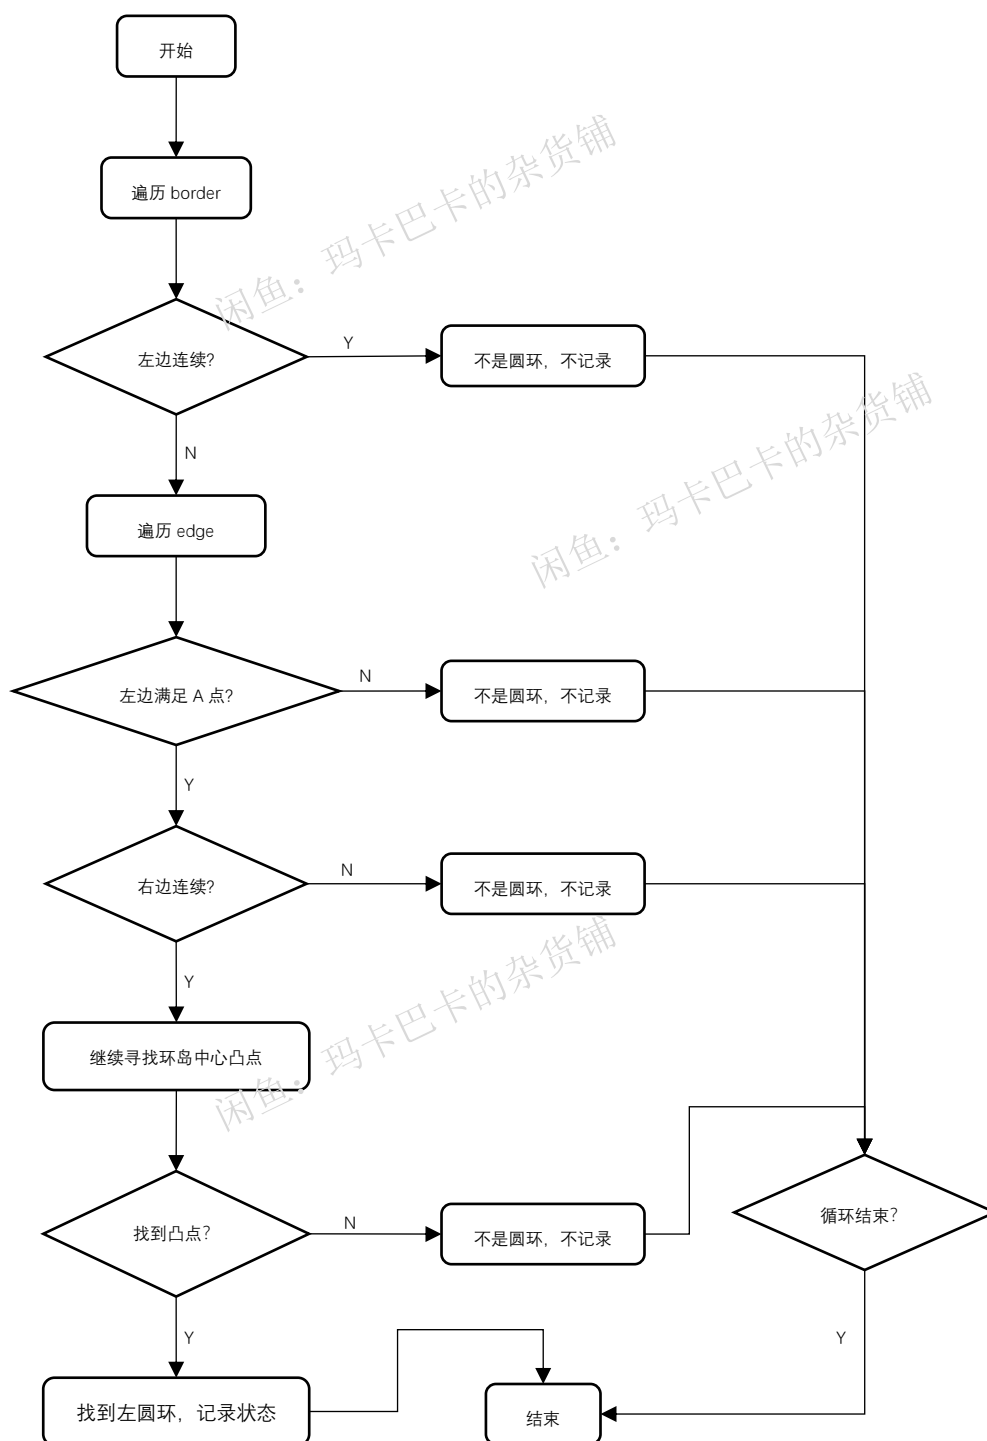 开始
遍历 border
闲鱼：玛卡巴卡的杂货铺
左边连续?
Y
不是圆环，不记录
N
闲鱼：玛卡巴卡的杂货铺
遍历 edge
左边满足 A 点?
N
不是圆环，不记录
Y
右边连续?
N
不是圆环，不记录
Y
闲鱼：玛卡巴卡的杂货铺
继续寻找环岛中心凸点
找到凸点？
N
不是圆环，不记录
循环结束?
Y
Y
找到左圆环，记录状态
结束